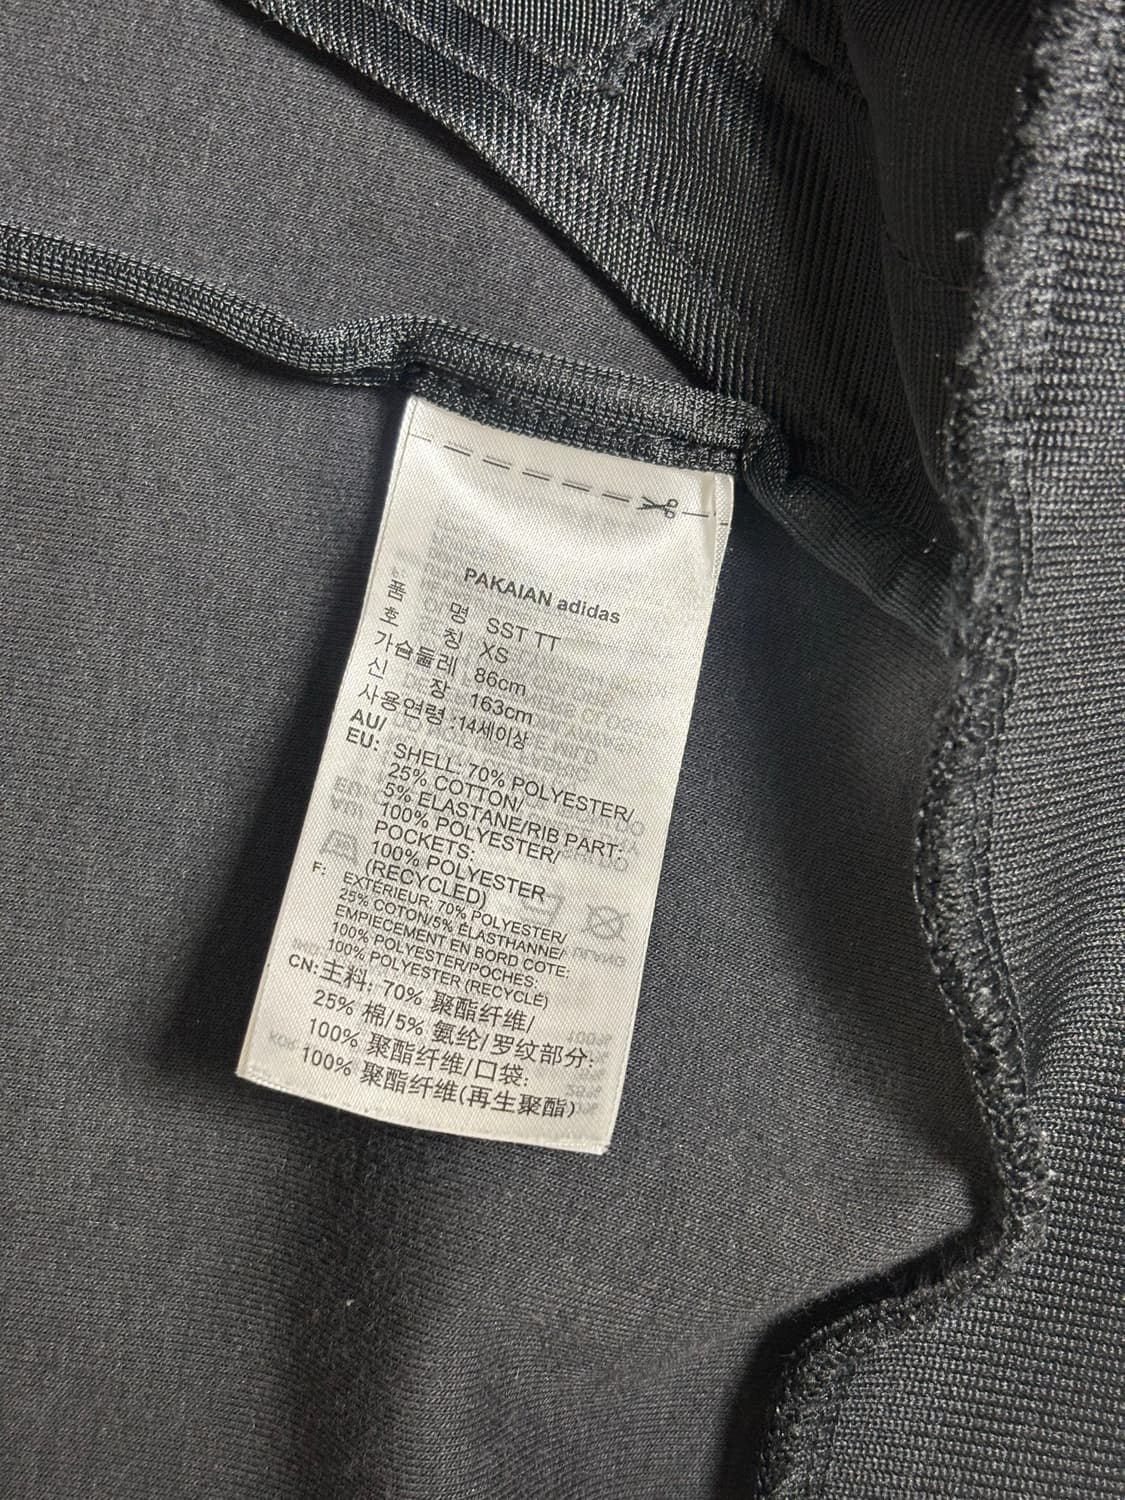 PAKAIAN adidas
품 명 SST TT
호 칭 XS
가슴둘레 86cm
신 장 163cm
사용연령 :14세이상
AU/
EU: SHELL: 70% POLYESTER/
25% COTTON/
5% ELASTANE/RIB PART:
100% POLYESTER/
POCKETS:
100% POLYESTER
(RECYCLED)
F: EXTÉRIEUR: 70% POLYESTER/
25% COTON/5% ÉLASTHANNE/
EMPIÈCEMENT EN BORD CÔTE:
100% POLYESTER/POCHES:
100% POLYESTER (RECYCLÉ)
CN: 主料: 70% 聚酯纤维/
25% 棉/5% 氨纶/罗纹部分:
100% 聚酯纤维/口袋:
100% 聚酯纤维(再生聚酯)